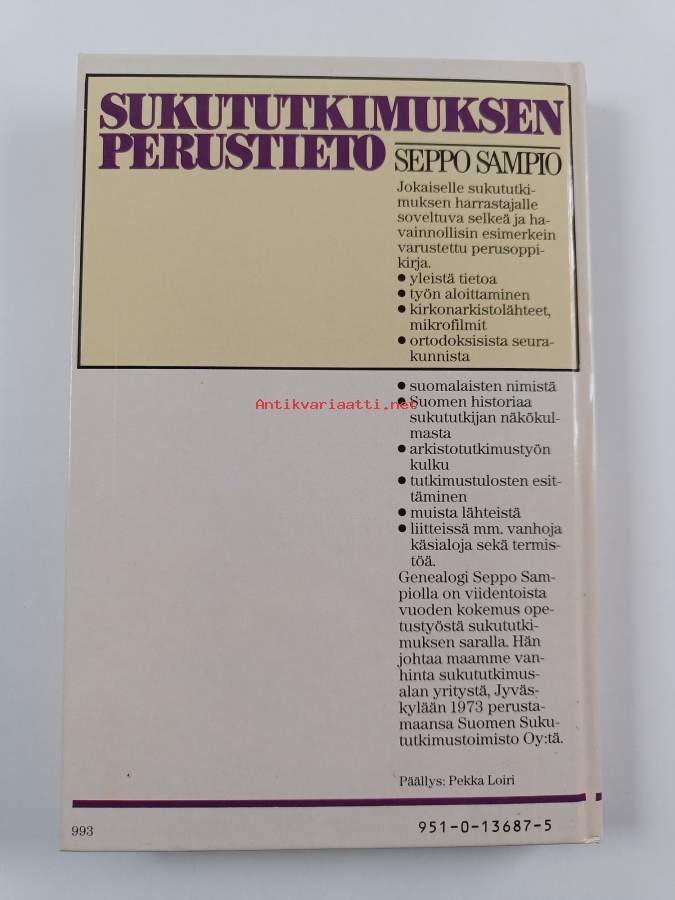 SUKUTUTKIMUKSEN
PERUSTIETO SEPPO SAMPIO
Jokaiselle sukututki-
muksen harrastajalle
soveltuva selkeä ja ha-
vainnollisin esimerkein
varustettu perusoppi-
kirja.
● yleistä tietoa
● työn aloittaminen
● kirkonarkistolähteet,
mikrofilmit
● ortodoksisista seura-
kunnista
● suomalaisten nimistä
Antikvariaatti.net
● Suomen historiaa
sukututkijan näkökul-
masta
● arkistotutkimustyön
kulku
● tutkimustulosten esit-
täminen
● muista lähteistä
● liitteissä mm. vanhoja
käsialoja sekä termis-
töä.
Genealogi Seppo Sam-
piolla on viidentoista
vuoden kokemus ope-
tustyöstä sukututki-
muksen saralla. Hän
johtaa maamme van-
hinta sukututkimus-
alan yritystä, Jyväs-
kylään 1973 perusta-
maansa Suomen Suku-
tutkimustoimisto Oy:tä.
Päällys: Pekka Loiri
993
951-0-13687-5